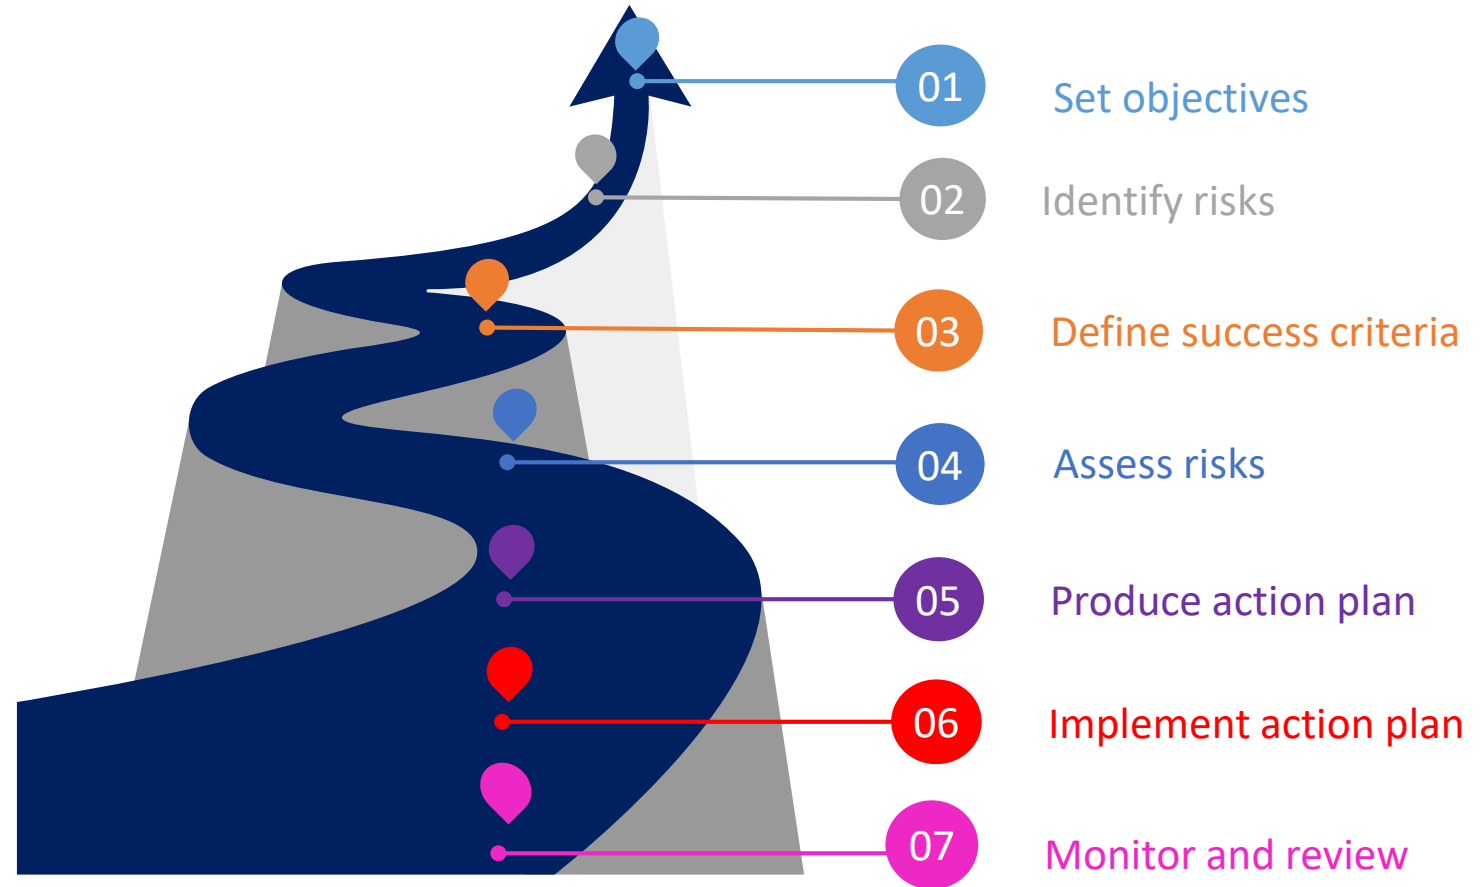 01 Set objectives
02 Identify risks
03 Define success criteria
04 Assess risks
05 Produce action plan
06 Implement action plan
07 Monitor and review